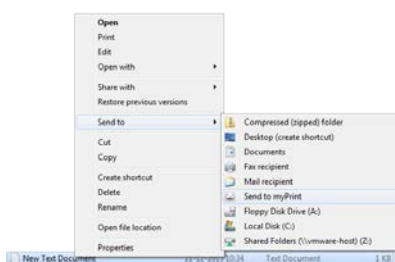 Open
Print
Edit
Open with
Share with
Restore previous versions
Send to
Cut
Copy
Create shortcut
Delete
Rename
Open file location
Properties
Compressed (zipped) folder
Desktop (create shortcut)
Documents
Fax recipient
Mail recipient
Send to myPrint
Floppy Disk Drive (A:)
Local Disk (C:)
Shared Folders (\\vmware-host) (Z:)
New Text Document 10:34 Text Document 1 KB